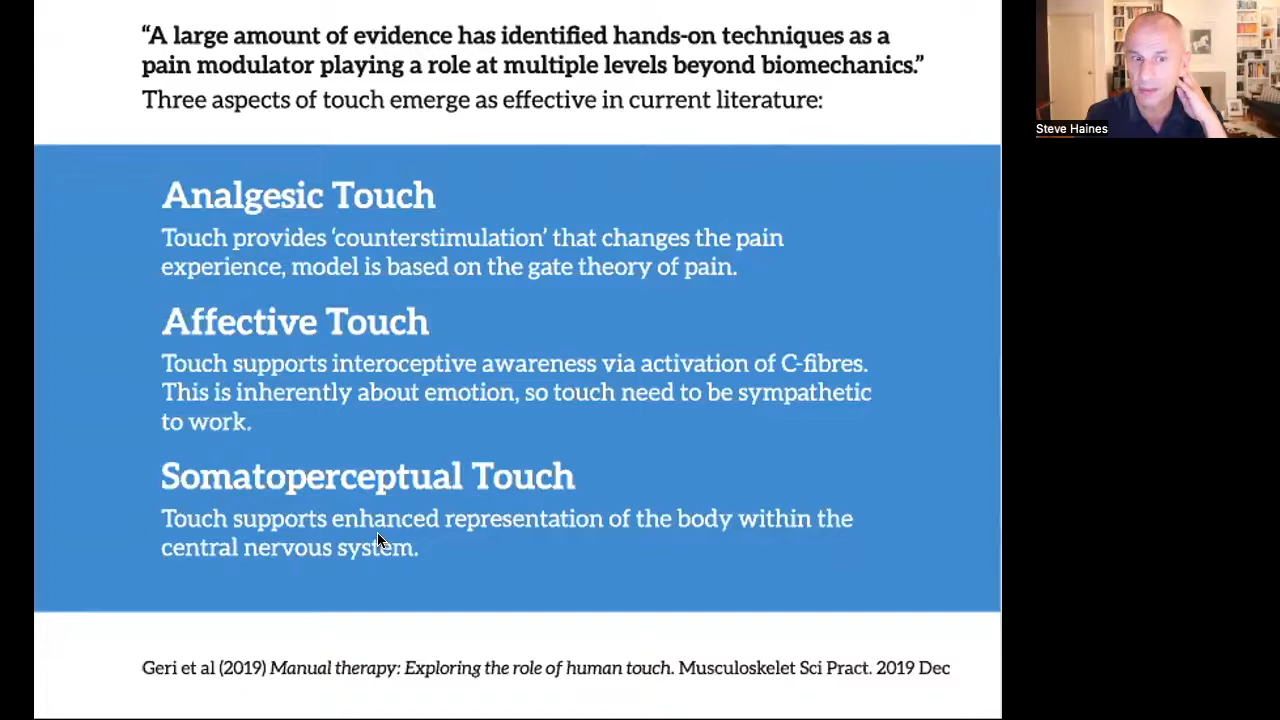 “A large amount of evidence has identified hands-on techniques as a
pain modulator playing a role at multiple levels beyond biomechanics.”
Three aspects of touch emerge as effective in current literature:
Analgesic Touch
Touch provides ‘counterstimulation’ that changes the pain
experience, model is based on the gate theory of pain.
Affective Touch
Touch supports interoceptive awareness via activation of C-fibres.
This is inherently about emotion, so touch need to be sympathetic
to work.
Somatoperceptual Touch
Touch supports enhanced representation of the body within the
central nervous system.
Geri et al (2019) Manual therapy: Exploring the role of human touch. Musculoskelet Sci Pract. 2019 Dec
Steve Haines